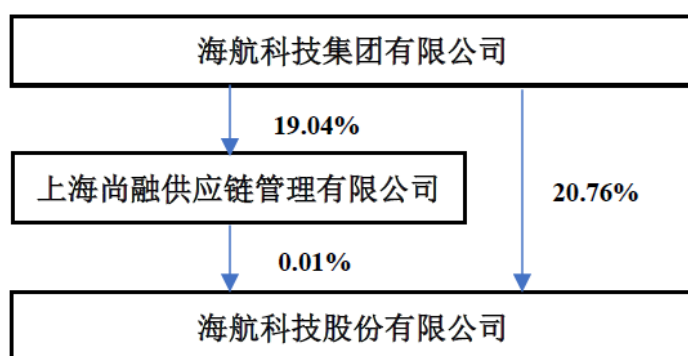 海航科技集团有限公司
19.04%
上海尚融供应链管理有限公司
20.76%
0.01%
海航科技股份有限公司